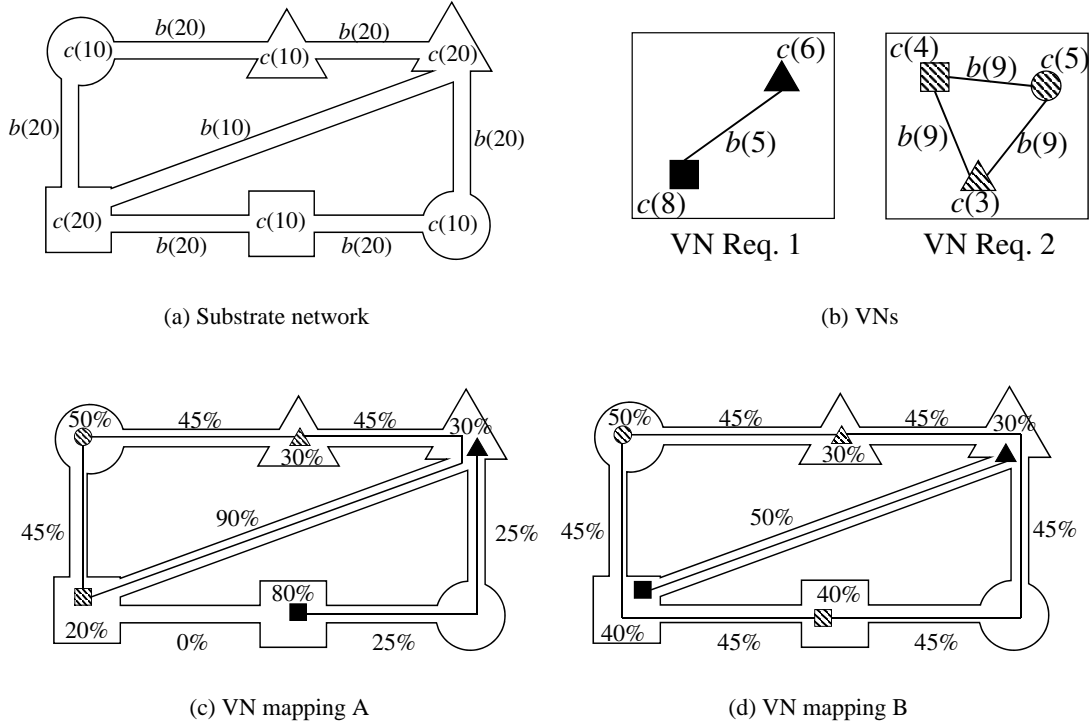 b(20)
b(20)
c(10)
c(10)
c(20)
b(20)
b(10)
b(20)
c(20)
c(10)
c(10)
b(20)
b(20)
(a) Substrate network
c(6)
b(5)
c(8)
VN Req. 1
c(4)
c(5)
b(9)
b(9)
b(9)
c(3)
VN Req. 2
(b) VNs
50%
45%
45%
30%
30%
45%
90%
25%
80%
20%
0%
25%
(c) VN mapping A
50%
45%
45%
30%
30%
45%
50%
45%
40%
40%
45%
45%
(d) VN mapping B